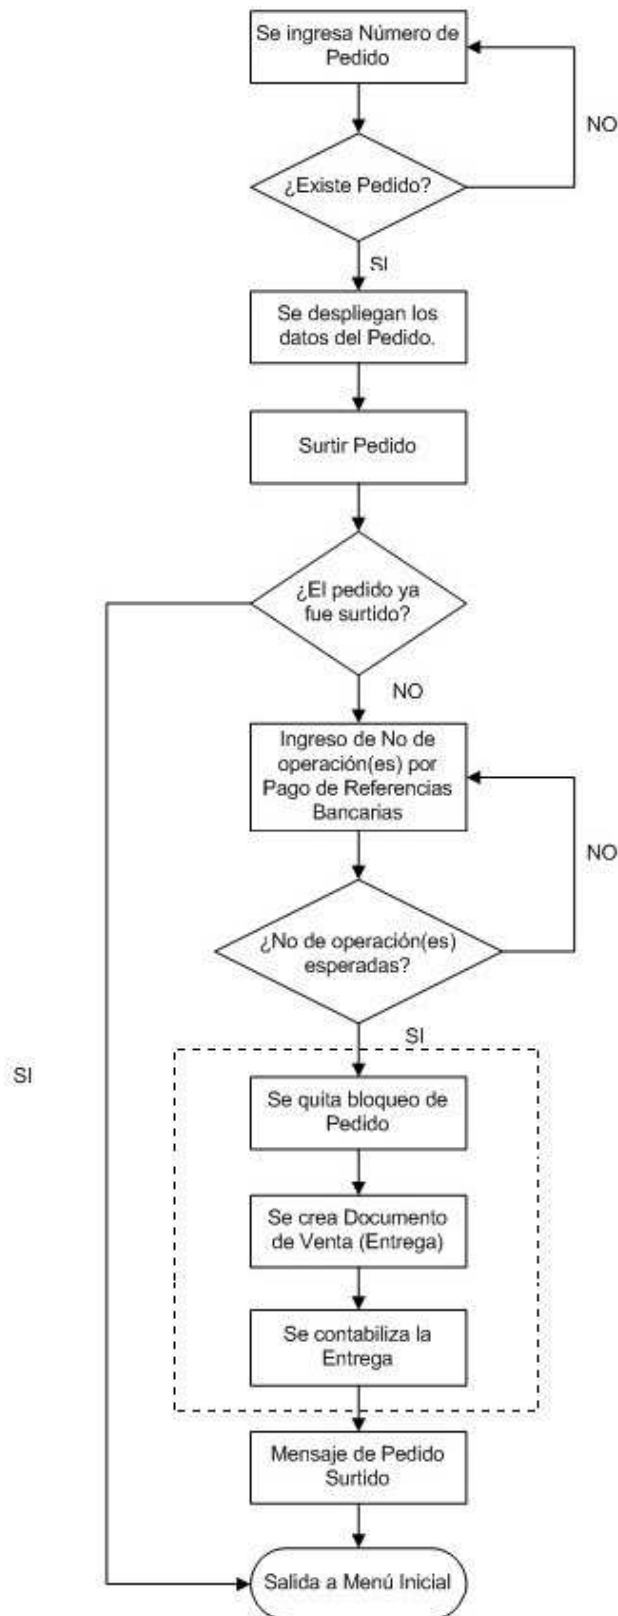 Se ingresa Número de
Pedido
NO
¿Existe Pedido?
SI
Se despliegan los
datos del Pedido.
Surtir Pedido
¿El pedido ya
fue surtido?
NO
Ingreso de No de
operación(es) por
Pago de Referencias
Bancarias
NO
¿No de operación(es)
esperadas?
SI
SI
Se quita bloqueo de
Pedido
Se crea Documento
de Venta (Entrega)
Se contabiliza la
Entrega
Mensaje de Pedido
Surtido
Salida a Menú Inicial